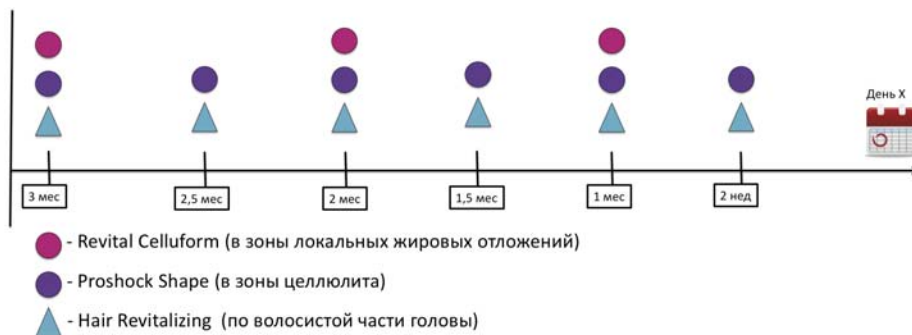 День X
3 мес
2,5 мес
2 мес
1,5 мес
1 мес
2 нед
- Revital Celluform (в зоны локальных жировых отложений)
- Proshock Shape (в зоны целлюлита)
- Hair Revitalizing (по волосистой части головы)